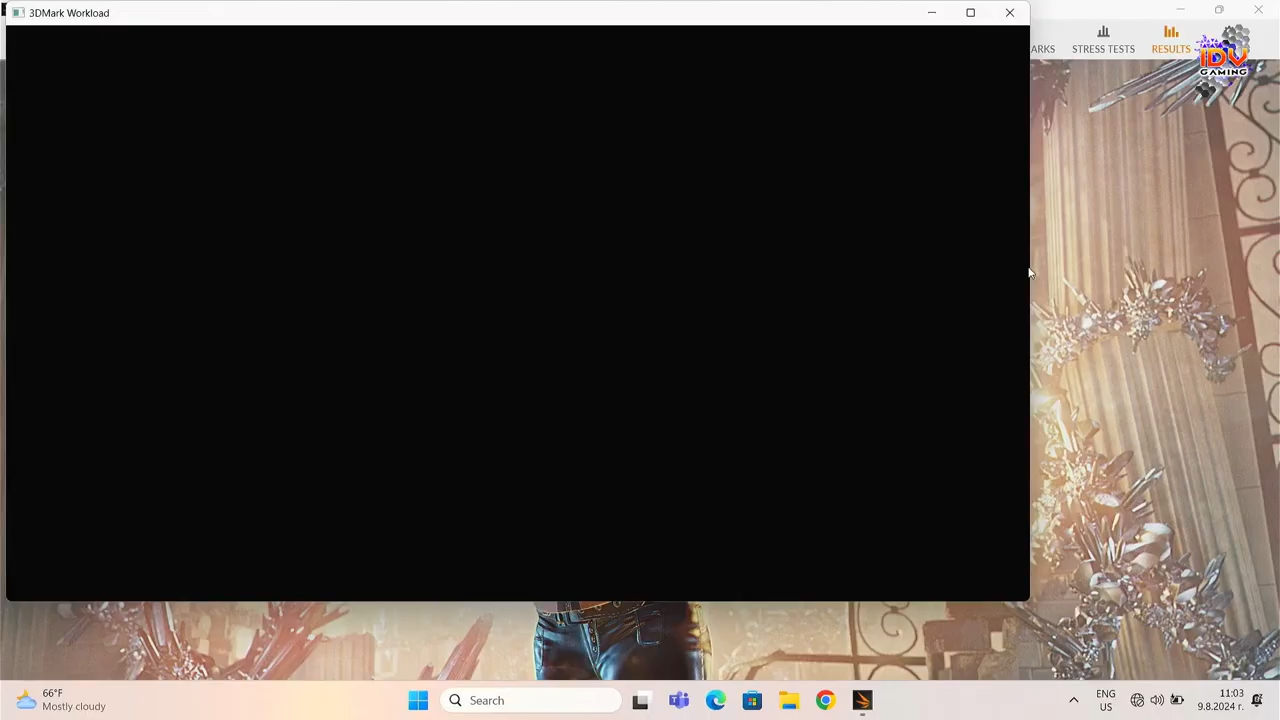 3DMark Workload
ARKS
STRESS TESTS
RESULTS
IDV
GAMING
66°F
Mostly cloudy
Search
ENG
US
11:03
9.8.2024 г.